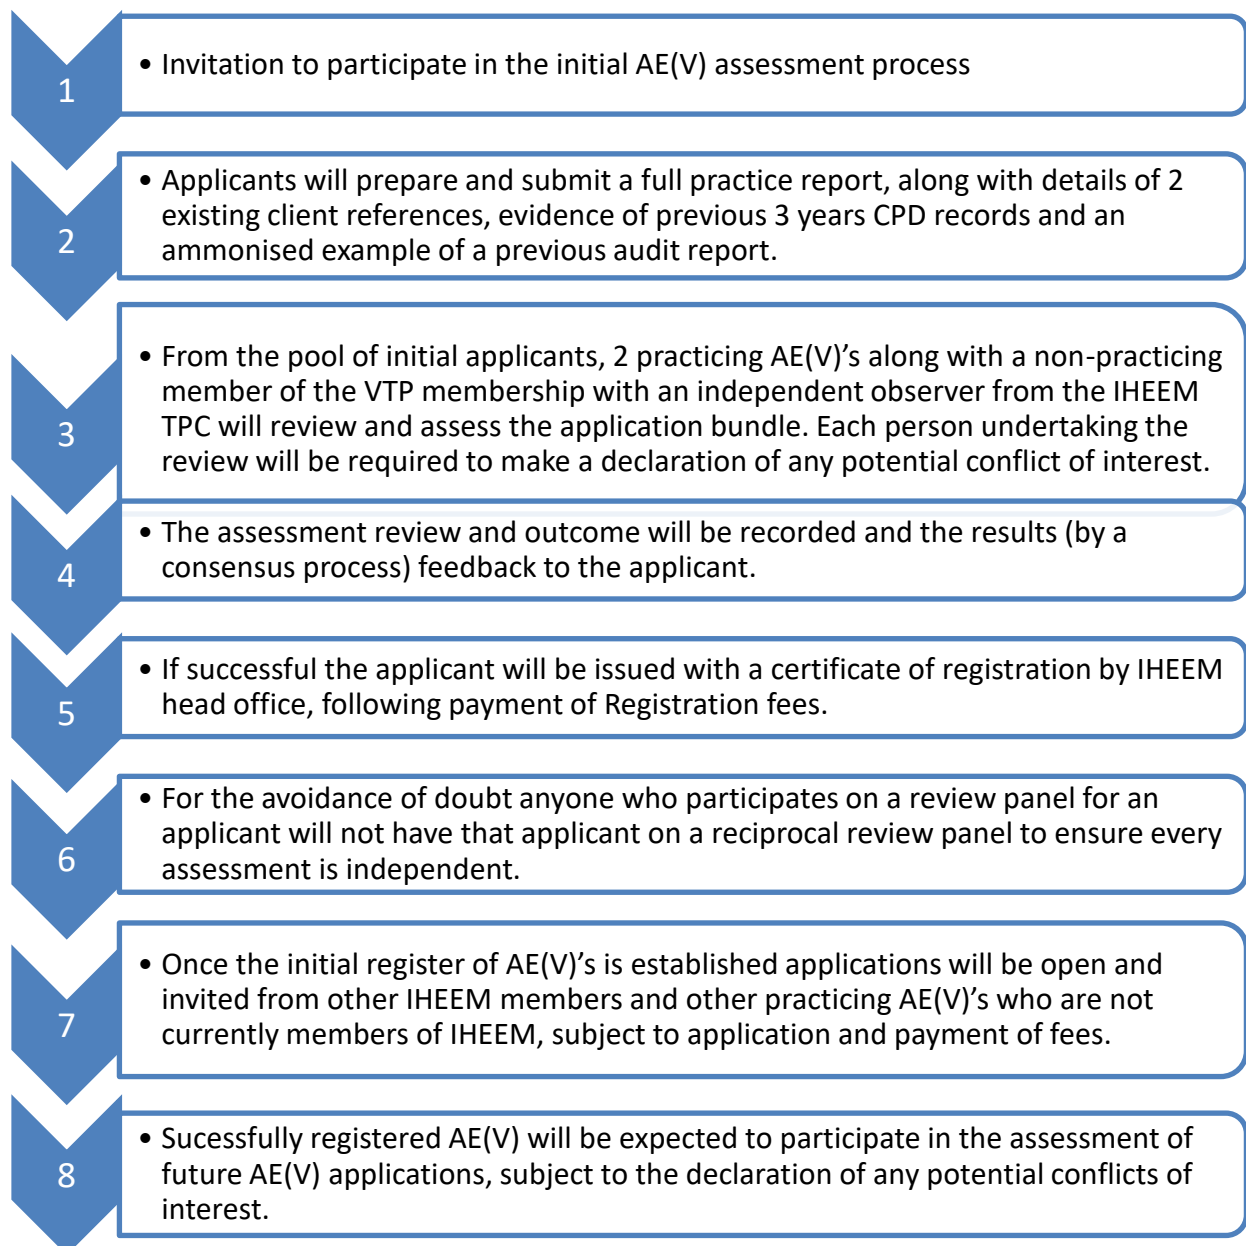 1
• Invitation to participate in the initial AE(V) assessment process
2
• Applicants will prepare and submit a full practice report, along with details of 2
existing client references, evidence of previous 3 years CPD records and an
ammonised example of a previous audit report.
3
• From the pool of initial applicants, 2 practicing AE(V)’s along with a non-practicing
member of the VTP membership with an independent observer from the IHEEM
TPC will review and assess the application bundle. Each person undertaking the
review will be required to make a declaration of any potential conflict of interest.
4
• The assessment review and outcome will be recorded and the results (by a
consensus process) feedback to the applicant.
5
• If successful the applicant will be issued with a certificate of registration by IHEEM
head office, following payment of Registration fees.
6
• For the avoidance of doubt anyone who participates on a review panel for an
applicant will not have that applicant on a reciprocal review panel to ensure every
assessment is independent.
7
• Once the initial register of AE(V)’s is established applications will be open and
invited from other IHEEM members and other practicing AE(V)’s who are not
currently members of IHEEM, subject to application and payment of fees.
8
• Sucessfully registered AE(V) will be expected to participate in the assessment of
future AE(V) applications, subject to the declaration of any potential conflicts of
interest.